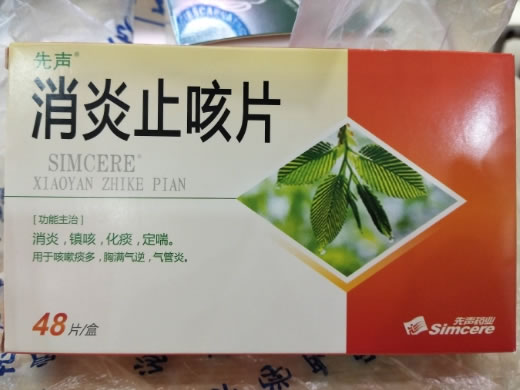 先声®
消炎止咳片
SIMCERE®
XIAOYAN ZHIKE PIAN
[功能主治]
消炎,镇咳,化痰,定喘。
用于咳嗽痰多,胸满气逆,气管炎。
48片/盒
先声药业
Simcere